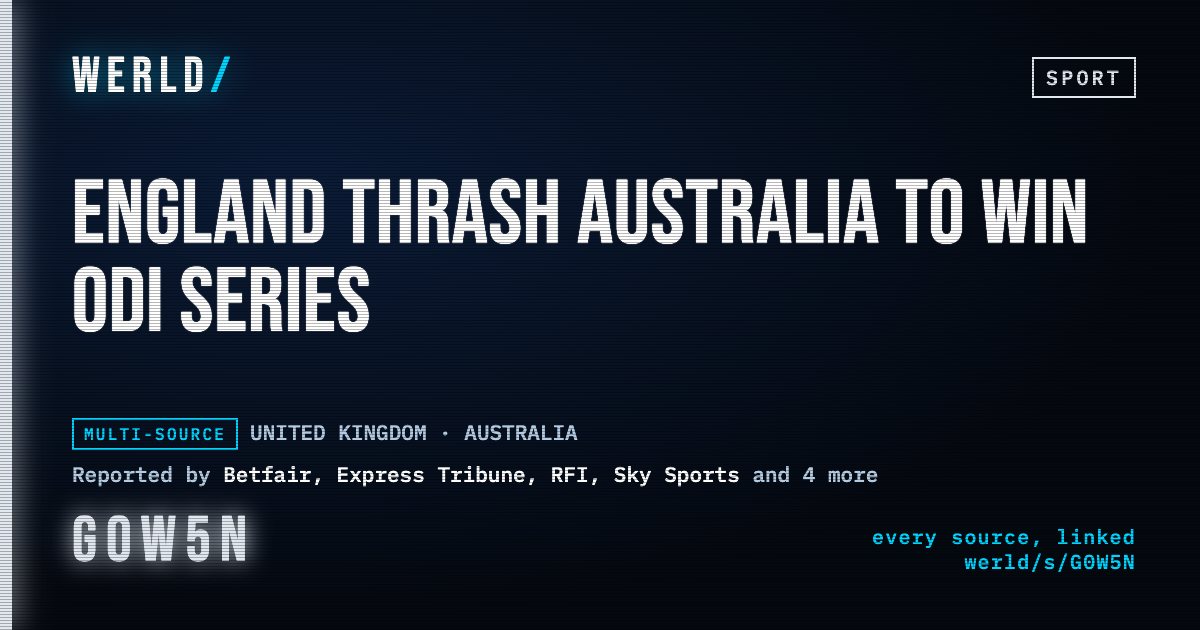 WERLD/
SPORT
ENGLAND THRASH AUSTRALIA TO WIN
ODI SERIES
MULTI-SOURCE UNITED KINGDOM · AUSTRALIA
Reported by Betfair, Express Tribune, RFI, Sky Sports and 4 more
G0W5N
every source, linked
werld/s/G0W5N